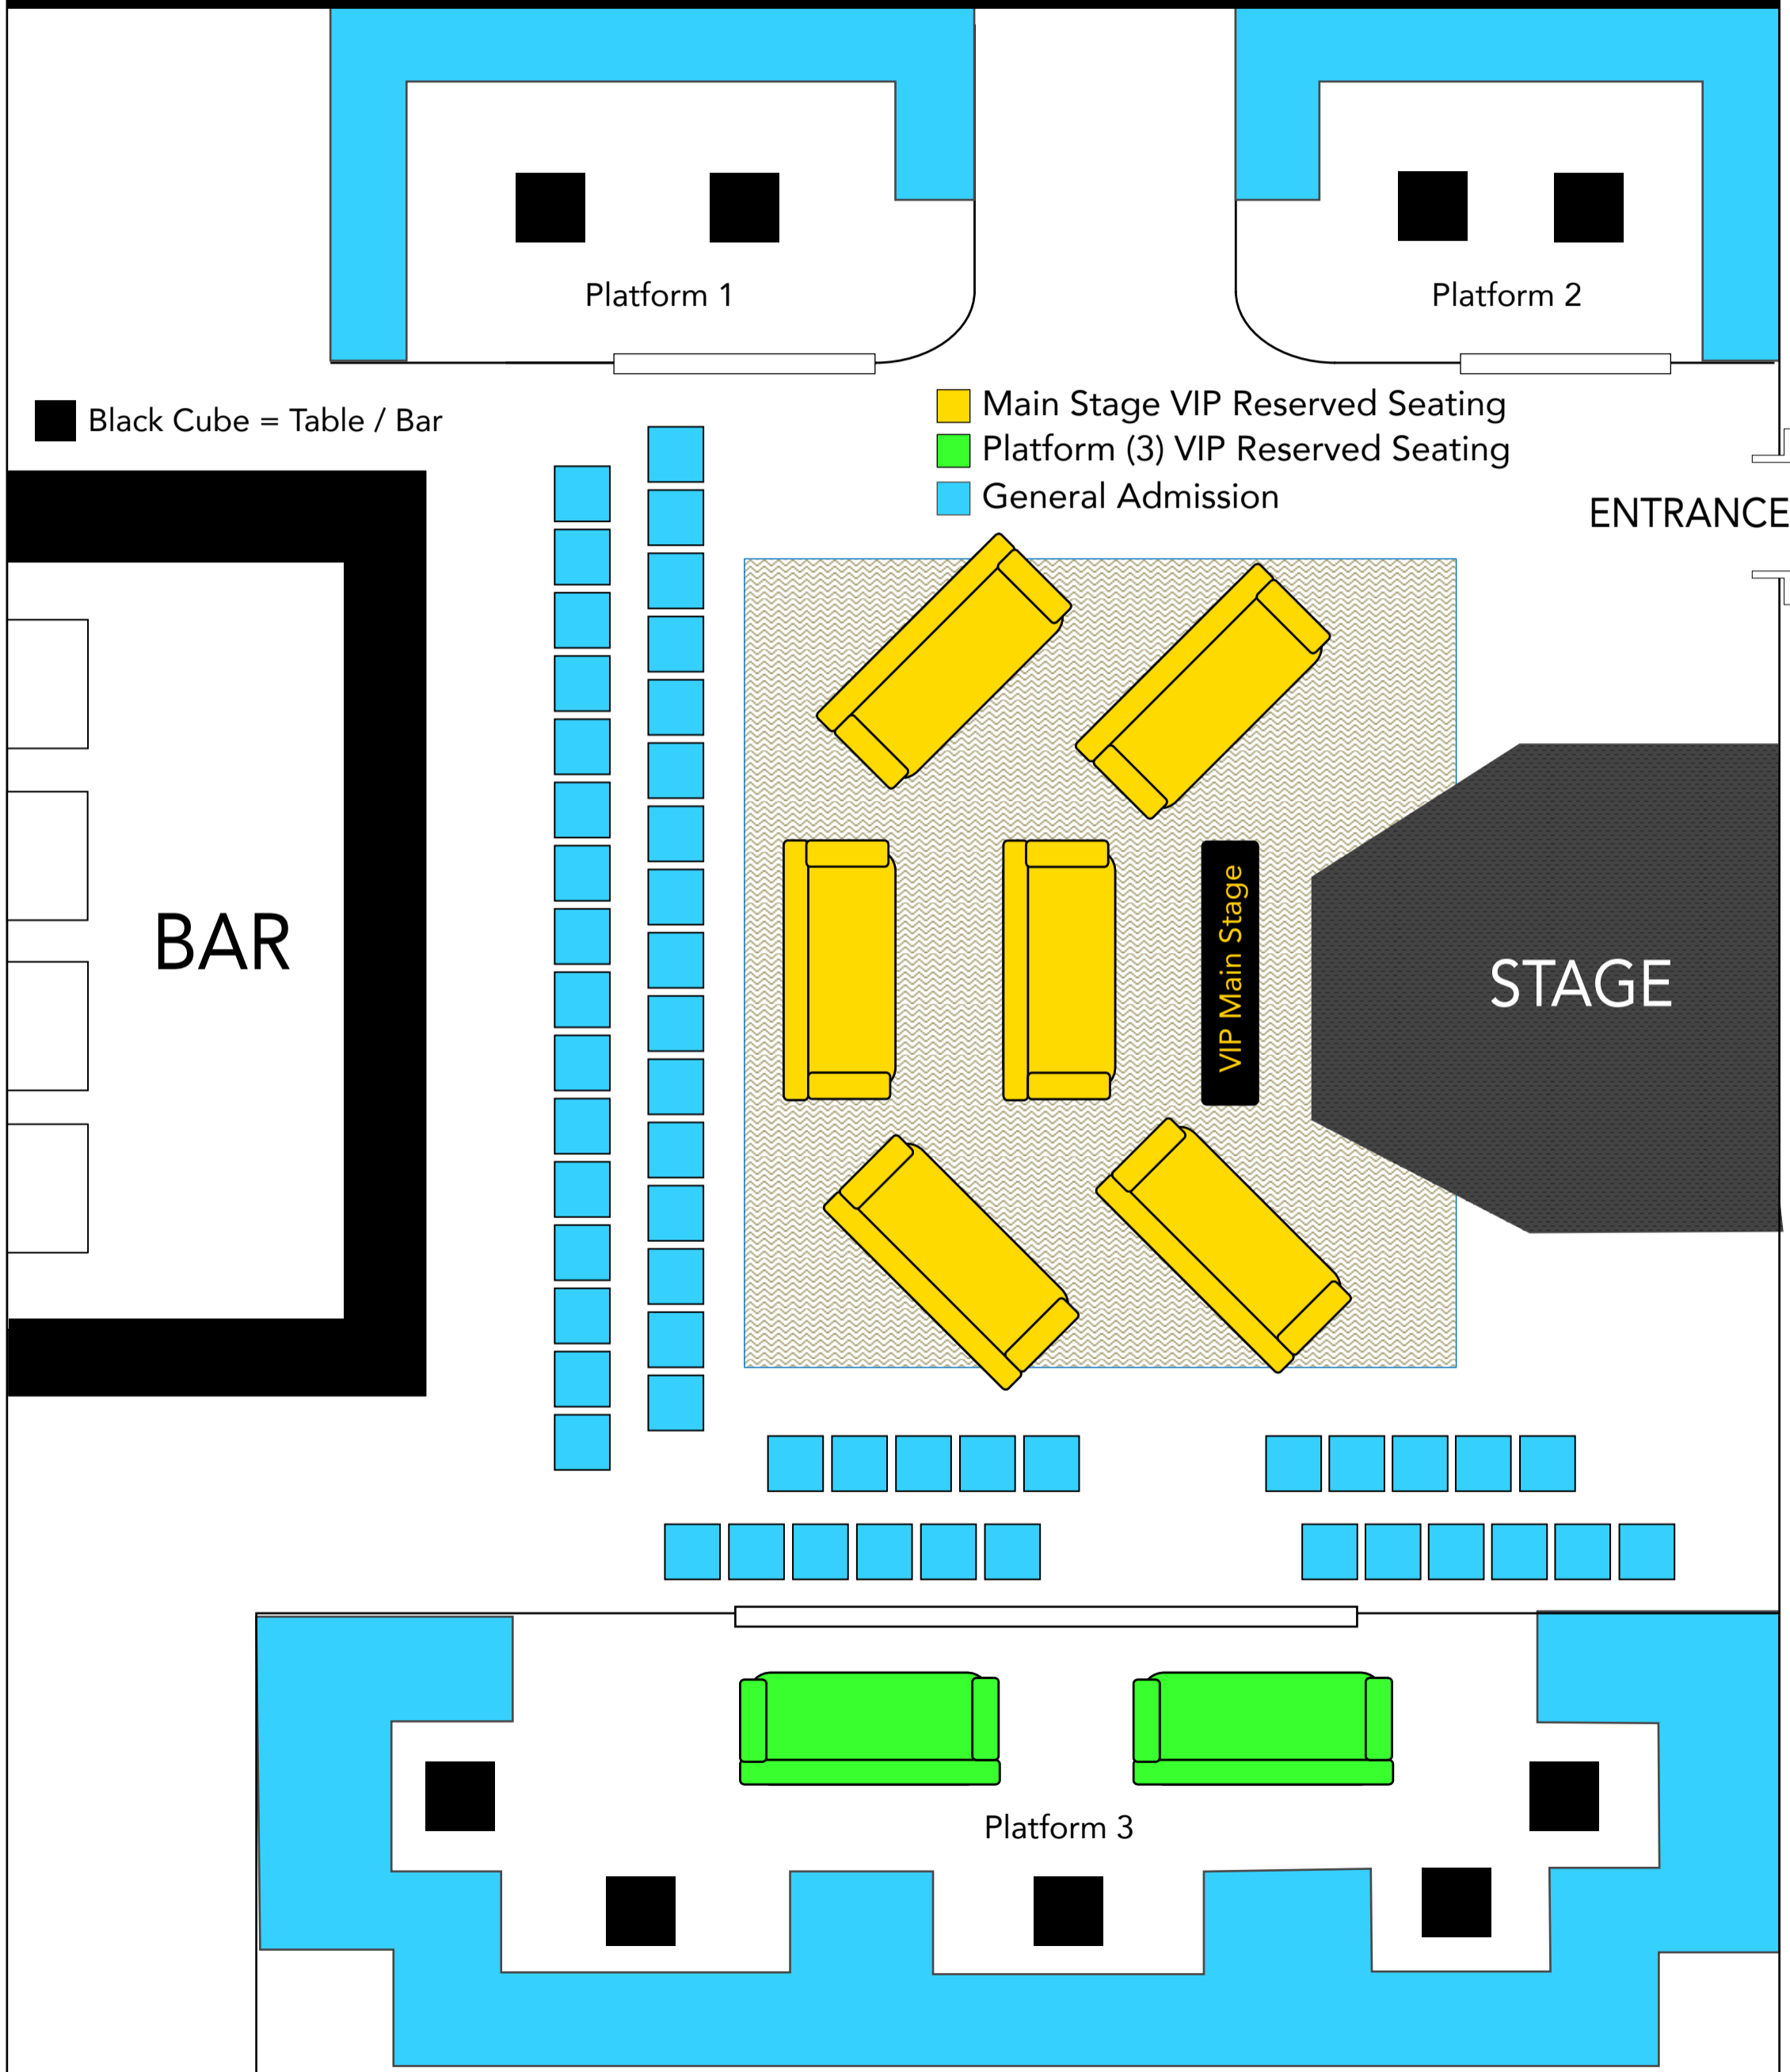 Platform 1
Platform 2
Black Cube = Table / Bar
Main Stage VIP Reserved Seating
Platform (3) VIP Reserved Seating
General Admission
ENTRANCE
BAR
VIP Main Stage
STAGE
Platform 3